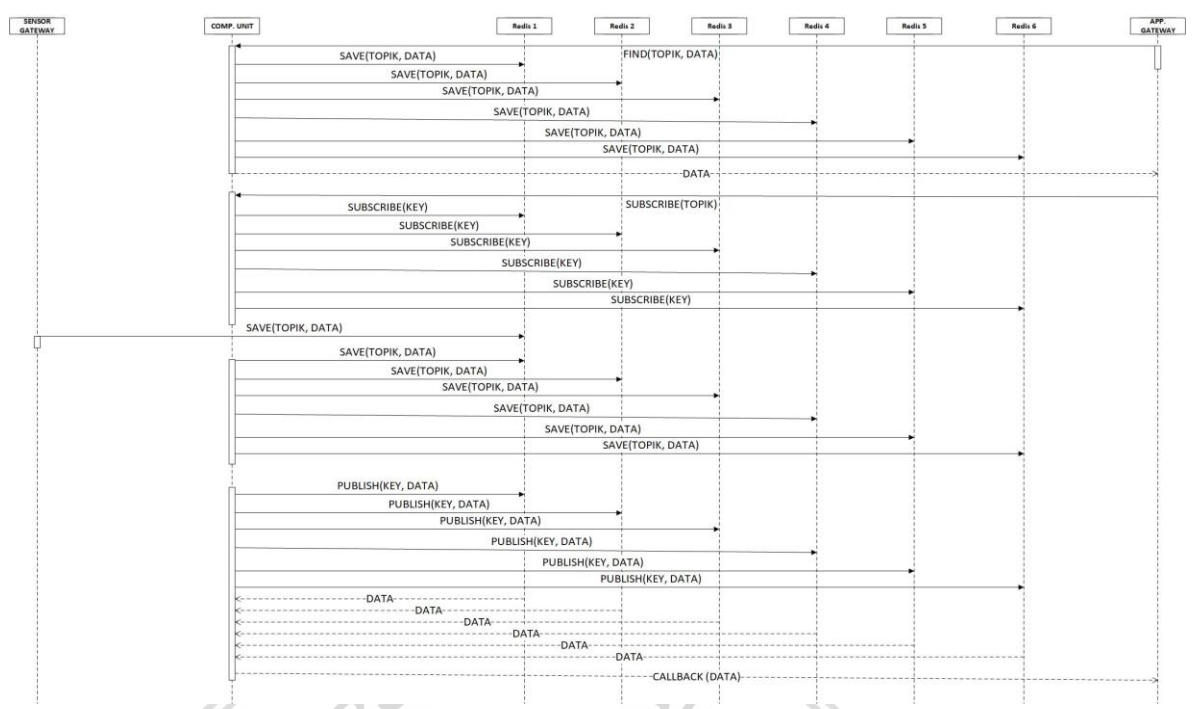 SENSOR
GATEWAY
COMP. UNIT
Redis 1
Redis 2
Redis 3
Redis 4
Redis 5
Redis 6
APP.
GATEWAY
FIND(TOPIK, DATA)
SAVE(TOPIK, DATA)
SAVE(TOPIK, DATA)
SAVE(TOPIK, DATA)
SAVE(TOPIK, DATA)
SAVE(TOPIK, DATA)
SAVE(TOPIK, DATA)
DATA
SUBSCRIBE(TOPIK)
SUBSCRIBE(KEY)
SUBSCRIBE(KEY)
SUBSCRIBE(KEY)
SUBSCRIBE(KEY)
SUBSCRIBE(KEY)
SUBSCRIBE(KEY)
SAVE(TOPIK, DATA)
SAVE(TOPIK, DATA)
SAVE(TOPIK, DATA)
SAVE(TOPIK, DATA)
SAVE(TOPIK, DATA)
SAVE(TOPIK, DATA)
SAVE(TOPIK, DATA)
PUBLISH(KEY, DATA)
PUBLISH(KEY, DATA)
PUBLISH(KEY, DATA)
PUBLISH(KEY, DATA)
PUBLISH(KEY, DATA)
PUBLISH(KEY, DATA)
DATA
DATA
DATA
DATA
DATA
DATA
CALLBACK (DATA)